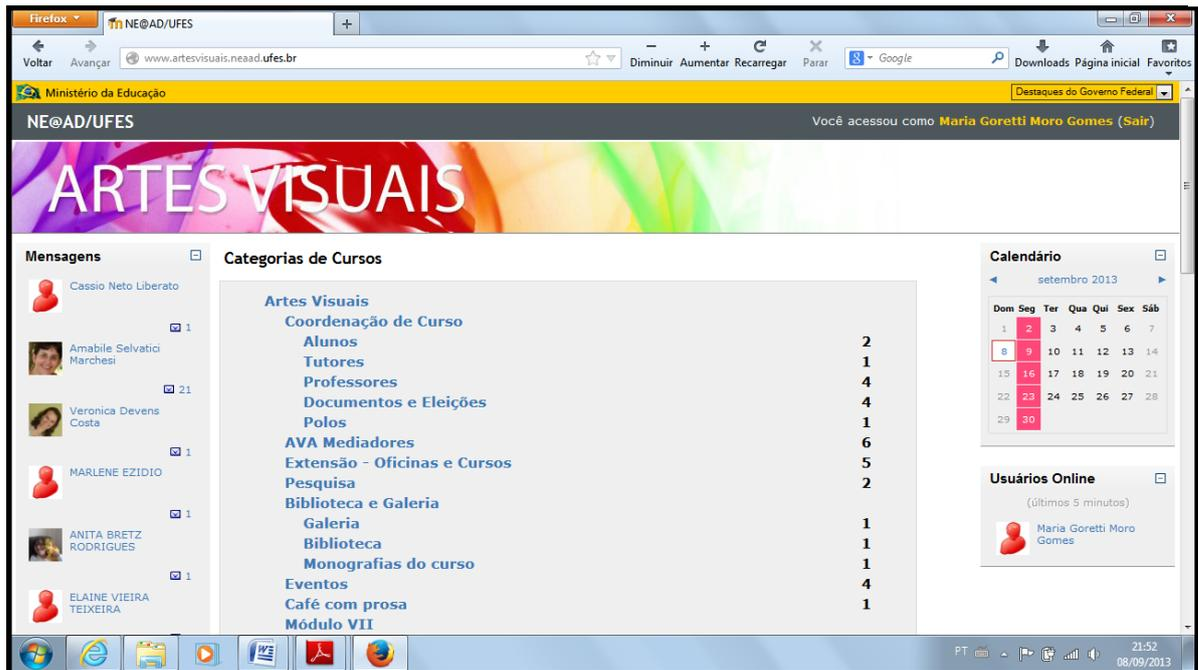 Firefox
NE@AD/UFES
+
Voltar
Avançar
www.artesvisuais.neaad.ufes.br
Diminuir
Aumentar
Recarregar
Parar
Google
Downloads
Página inicial
Favoritos
Ministério da Educação
Destaques do Governo Federal
NE@AD/UFES
Você acessou como Maria Goretti Moro Gomes (Sair)
ARTES VISUAIS
Mensagens
Cassio Neto Liberato
1
Amabile Selvatici
Marchesi
21
Veronica Devens
Costa
1
MARLENE EZIDIO
1
ANITA BRETZ
RODRIGUES
1
ELAINE VIEIRA
TEIXEIRA
Categorias de Cursos
Artes Visuais
Coordenação de Curso
Alunos 2
Tutores 1
Professores 4
Documentos e Eleições 4
Polos 1
AVA Mediadores 6
Extensão - Oficinas e Cursos 5
Pesquisa 2
Biblioteca e Galeria
Galeria 1
Biblioteca 1
Monografias do curso 1
Eventos 4
Café com prosa 1
Módulo VII
Calendário
setembro 2013
Dom Seg Ter Qua Qui Sex Sáb
1 2 3 4 5 6 7
8 9 10 11 12 13 14
15 16 17 18 19 20 21
22 23 24 25 26 27 28
29 30
Usuários Online
(últimos 5 minutos)
Maria Goretti Moro
Gomes
PT
21:52
08/09/2013